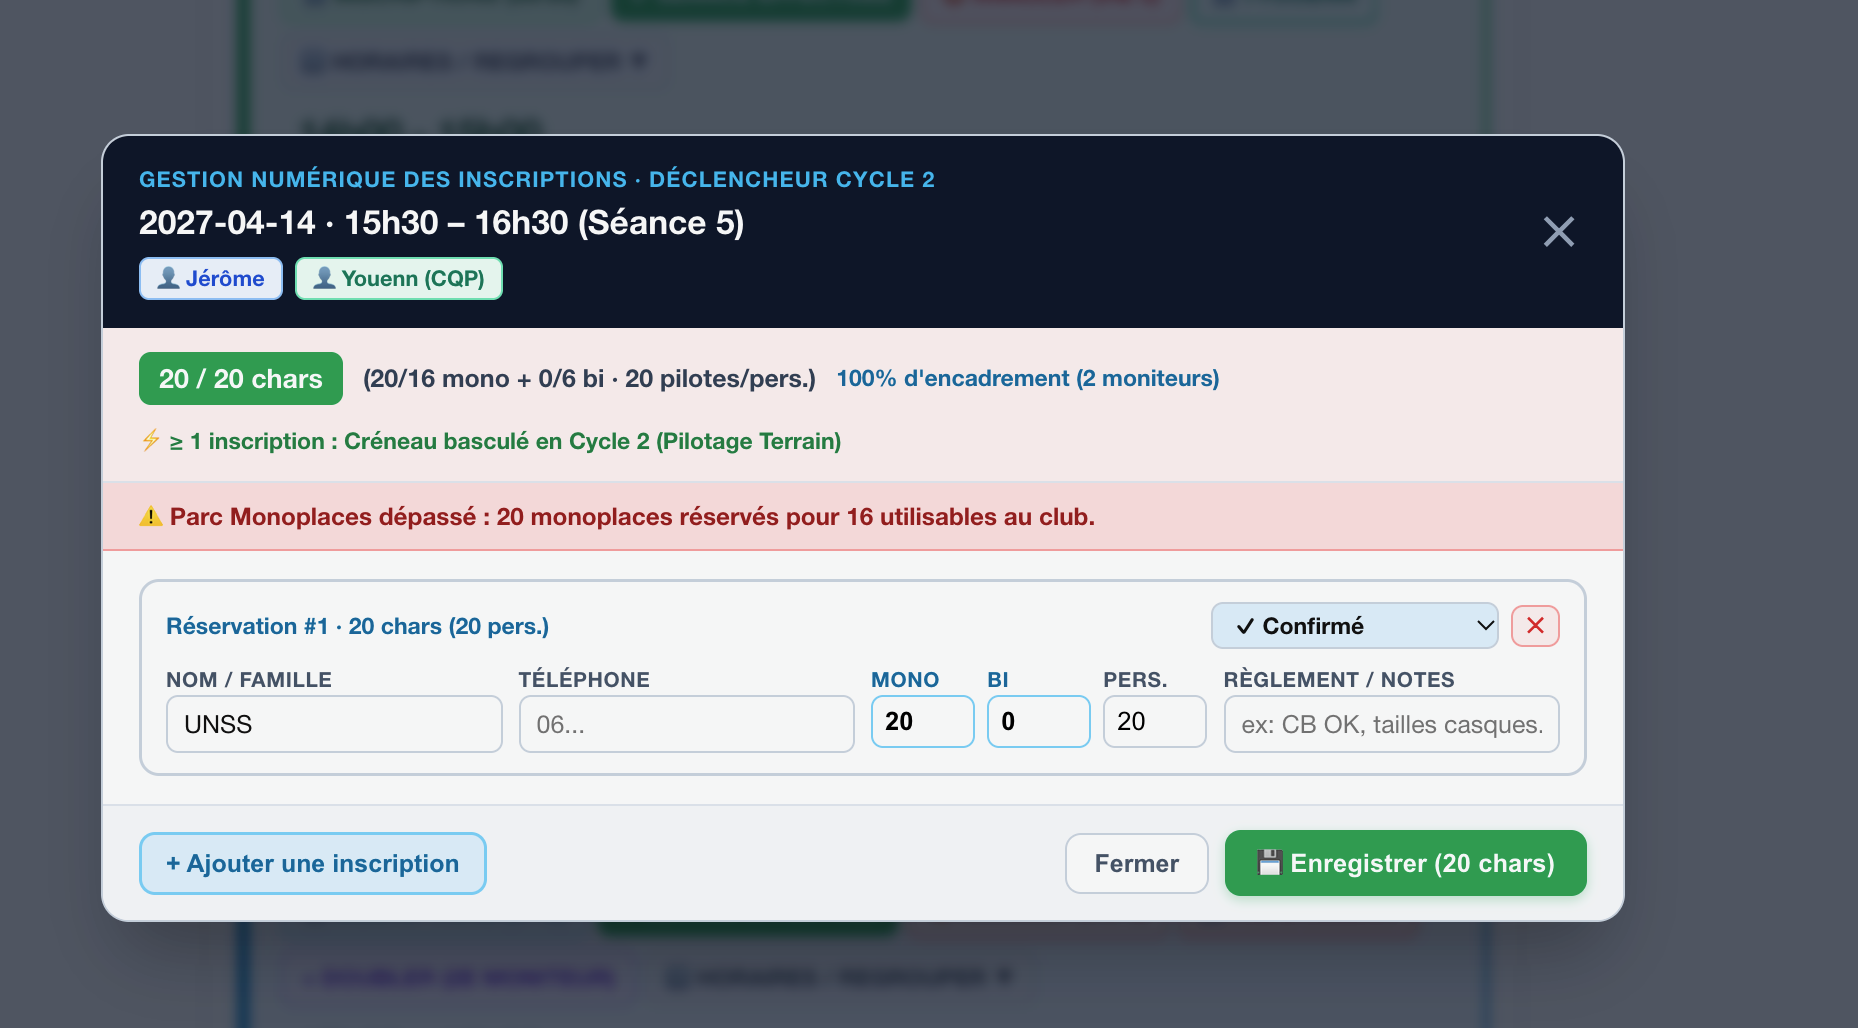 HORAIRES / REGROUPER
GESTION NUMÉRIQUE DES INSCRIPTIONS · DÉCLENCHEUR CYCLE 2
2027-04-14 · 15h30 – 16h30 (Séance 5)
👤 Jérôme 👤 Youenn (CQP)
20 / 20 chars (20/16 mono + 0/6 bi · 20 pilotes/pers.) 100% d'encadrement (2 moniteurs)
⚡ ≥ 1 inscription : Créneau basculé en Cycle 2 (Pilotage Terrain)
⚠️ Parc Monoplaces dépassé : 20 monoplaces réservés pour 16 utilisables au club.
Réservation #1 · 20 chars (20 pers.) ✓ Confirmé
NOM / FAMILLE TÉLÉPHONE MONO BI PERS. RÈGLEMENT / NOTES
UNSS 06... 20 0 20 ex: CB OK, tailles casques.
+ Ajouter une inscription Fermer 💾 Enregistrer (20 chars)
HORAIRES / REGROUPER